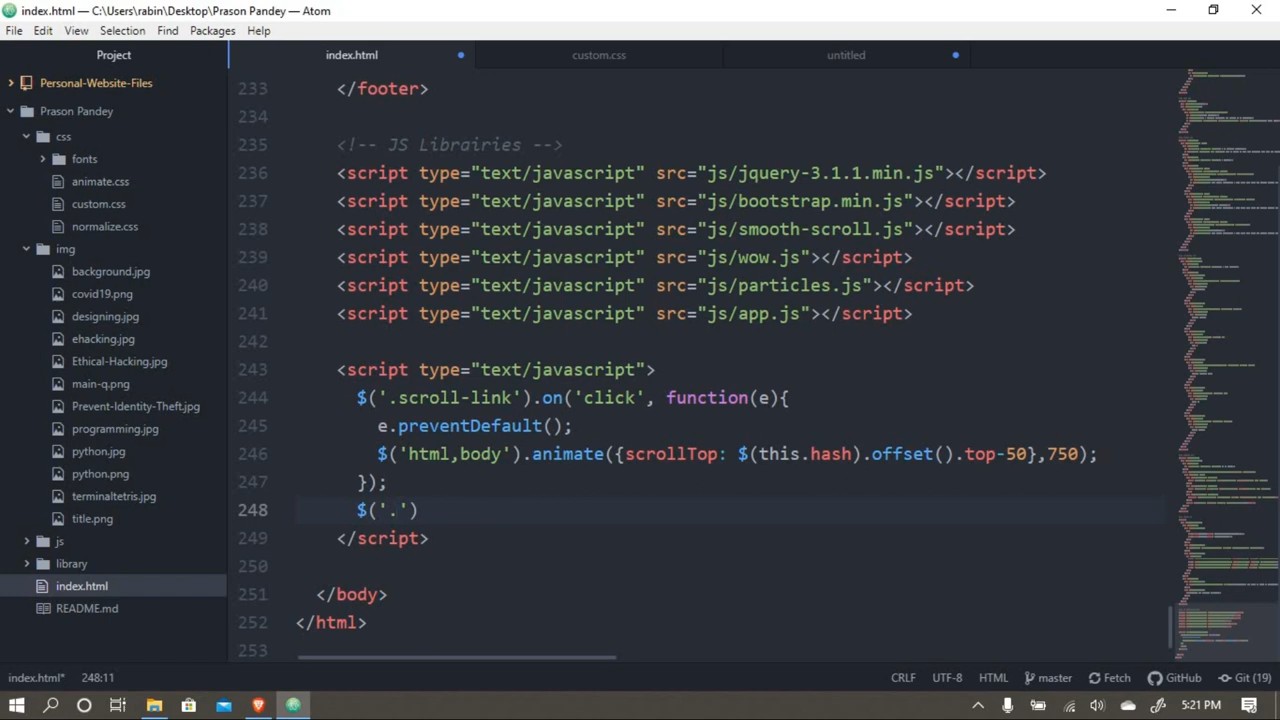 index.html — C:\Users\rabin\Desktop\Prason Pandey — Atom
File Edit View Selection Find Packages Help
Project
index.html
custom.css
untitled
Personal-Website-Files
Prason Pandey
css
fonts
animate.css
custom.css
normalize.css
img
background.jpg
covid19.png
designing.jpg
ehacking.jpg
Ethical-Hacking.jpg
main-q.png
Prevent-Identity-Theft.jpg
programming.jpg
python.jpg
python.png
terminaltetris.jpg
title.png
js
library
index.html
README.md
233 </footer>
234
235 <!-- JS Libraires -->
236 <script type="text/javascript" src="js/jquery-3.1.1.min.js"></script>
237 <script type="text/javascript" src="js/bootstrap.min.js"></script>
238 <script type="text/javascript" src="js/smooth-scroll.js"></script>
239 <script type="text/javascript" src="js/wow.js"></script>
240 <script type="text/javascript" src="js/particles.js"></script>
241 <script type="text/javascript" src="js/app.js"></script>
242
243 <script type="text/javascript">
244 $('.scroll-link').on('click', function(e){
245 e.preventDefault();
246 $('html,body').animate({scrollTop: $(this.hash).offset().top-50},750);
247 });
248 $('.')
249 </script>
250
251 </body>
252 </html>
253
index.html* 248:11 CRLF UTF-8 HTML master Fetch GitHub Git (19)
5:21 PM